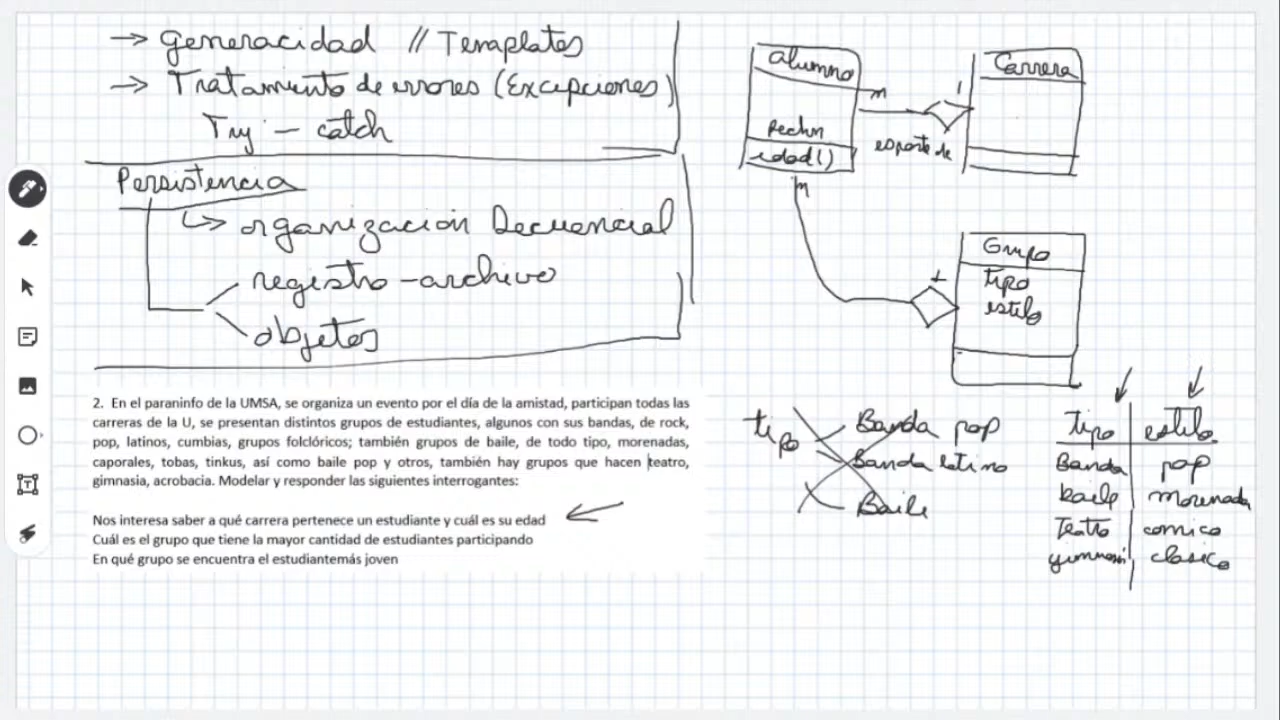 → Generacidad // Templates
→ Tratamiento de errores (Excepciones)
Try - catch
Persistencia
↳ organización Secuencial
registro - archivo
objetos
2. En el paraninfo de la UMSA, se organiza un evento por el día de la amistad, participan todas las
carreras de la U, se presentan distintos grupos de estudiantes, algunos con sus bandas, de rock,
pop, latinos, cumbias, grupos folclóricos; también grupos de baile, de todo tipo, morenadas,
caporales, tobas, tinkus, así como baile pop y otros, también hay grupos que hacen teatro,
gimnasia, acrobacia. Modelar y responder las siguientes interrogantes:
Nos interesa saber a qué carrera pertenece un estudiante y cuál es su edad
Cuál es el grupo que tiene la mayor cantidad de estudiantes participando
En qué grupo se encuentra el estudiantemás joven
alumno
edad()
m
1
es parte de
Carrera
m
1
Grupo
tipo
estilo
tipo
Banda pop
Banda latino
Baile
tipo estilo
Banda pop
baile morenada
Teatro comico
clasico